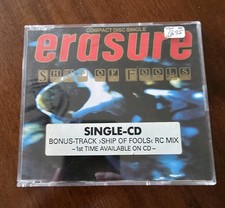 COMPACT DISC SINGLE
erasure
SHIP OF FOOLS
SINGLE-CD
BONUS-TRACK ›SHIP OF FOOLS‹ RC MIX
–1st TIME AVAILABLE ON CD–